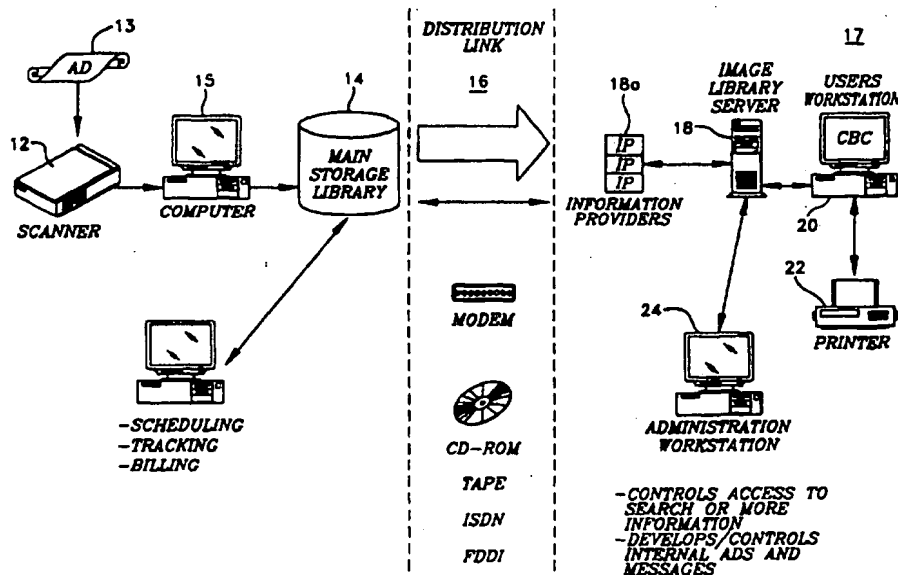 13
AD
12
SCANNER
15
COMPUTER
14
MAIN
STORAGE
LIBRARY
-SCHEDULING
-TRACKING
-BILLING
DISTRIBUTION
LINK
16
MODEM
CD-ROM
TAPE
ISDN
FDDI
17
18a
IP
IP
IP
INFORMATION
PROVIDERS
IMAGE
LIBRARY
SERVER
18
USERS
WORKSTATION
CBC
20
22
PRINTER
24
ADMINISTRATION
WORKSTATION
-CONTROLS ACCESS TO
SEARCH OR MORE
INFORMATION
-DEVELOPS/CONTROLS
INTERNAL ADS AND
MESSAGES